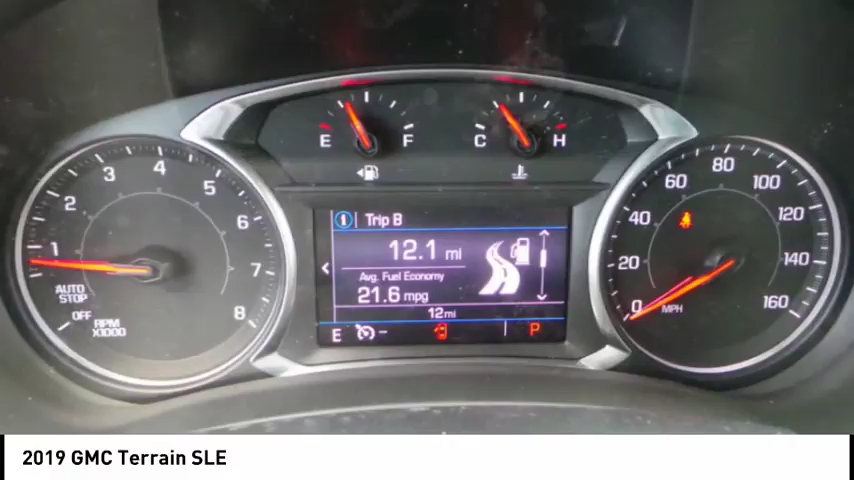 E F
C H
1 2 3 4 5 6 7 8
AUTO
STOP
OFF
RPM
X1000
Trip B
12.1 mi
Avg. Fuel Economy
21.6 mpg
12mi
E P
0 20 40 60 80 100 120 140 160
MPH
2019 GMC Terrain SLE